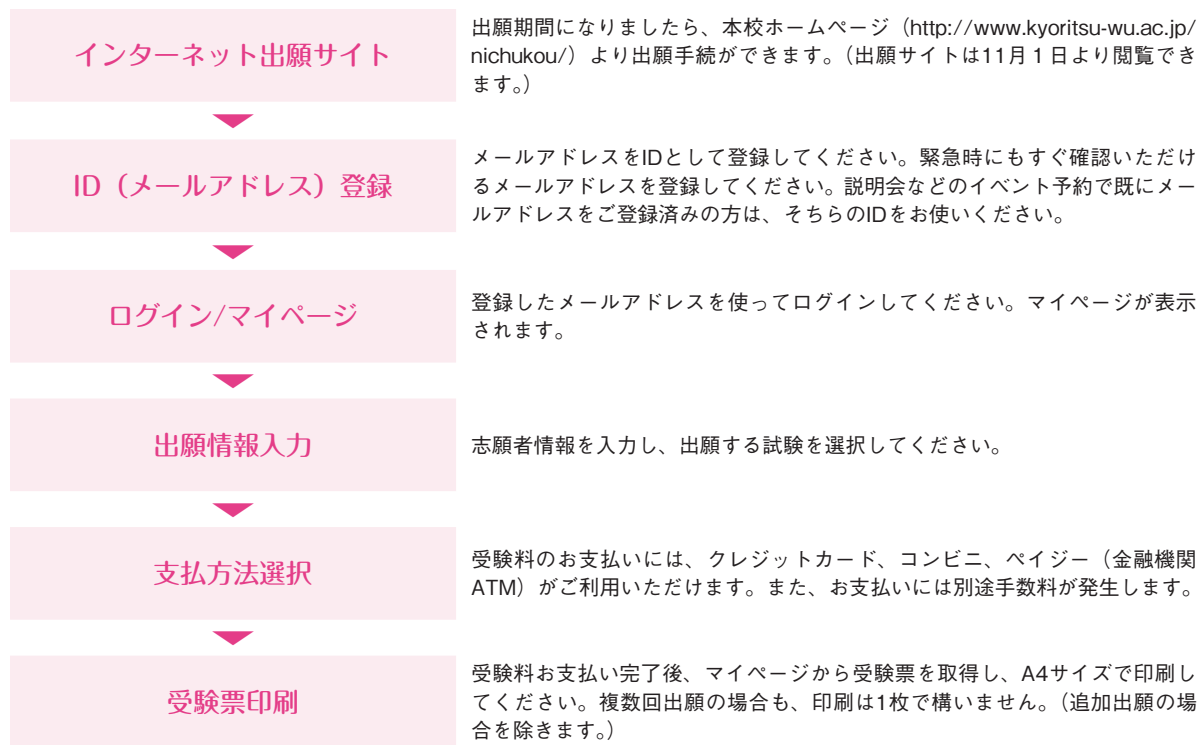 インターネット出願サイト
出願期間になりましたら、本校ホームページ（http://www.kyoritsu-wu.ac.jp/
nichukou/）より出願手続ができます。（出願サイトは11月１日より閲覧でき
ます。）
ID（メールアドレス）登録
メールアドレスをIDとして登録してください。緊急時にもすぐ確認いただけ
るメールアドレスを登録してください。説明会などのイベント予約で既にメー
ルアドレスをご登録済みの方は、そちらのIDをお使いください。
ログイン/マイページ
登録したメールアドレスを使ってログインしてください。マイページが表示
されます。
出願情報入力
志願者情報を入力し、出願する試験を選択してください。
支払方法選択
受験料のお支払いには、クレジットカード、コンビニ、ペイジー（金融機関
ATM）がご利用いただけます。また、お支払いには別途手数料が発生します。
受験票印刷
受験料お支払い完了後、マイページから受験票を取得し、A4サイズで印刷し
てください。複数回出願の場合も、印刷は1枚で構いません。（追加出願の場
合を除きます。）